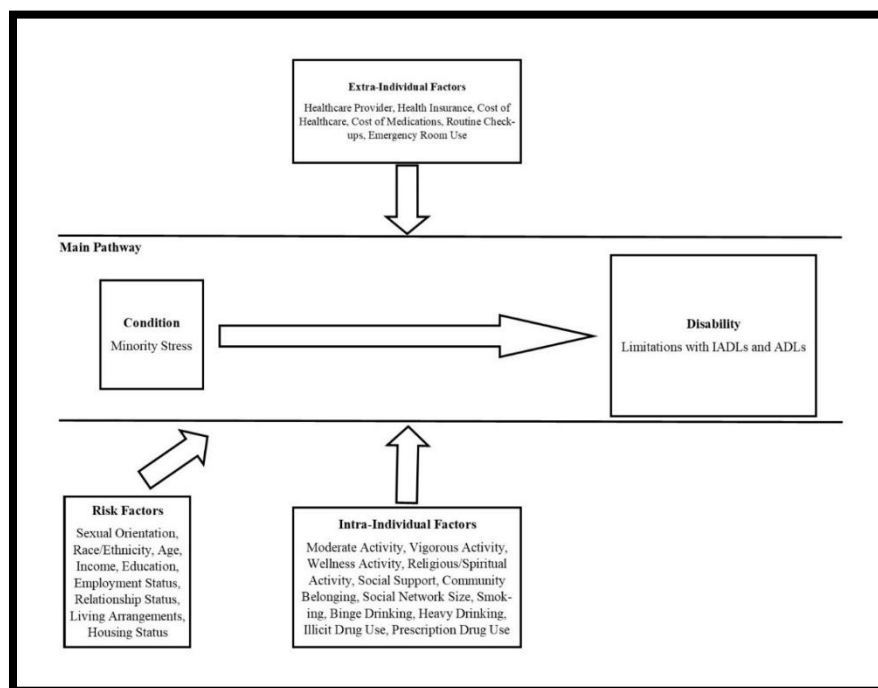 Extra-Individual Factors
Healthcare Provider, Health Insurance, Cost of
Healthcare, Cost of Medications, Routine Check-
ups, Emergency Room Use
Main Pathway
Condition
Minority Stress
Disability
Limitations with IADLs and ADLs
Risk Factors
Sexual Orientation,
Race/Ethnicity, Age,
Income, Education,
Employment Status,
Relationship Status,
Living Arrangements,
Housing Status
Intra-Individual Factors
Moderate Activity, Vigorous Activity,
Wellness Activity, Religious/Spiritual
Activity, Social Support, Community
Belonging, Social Network Size, Smok-
ing, Binge Drinking, Heavy Drinking,
Illicit Drug Use, Prescription Drug Use